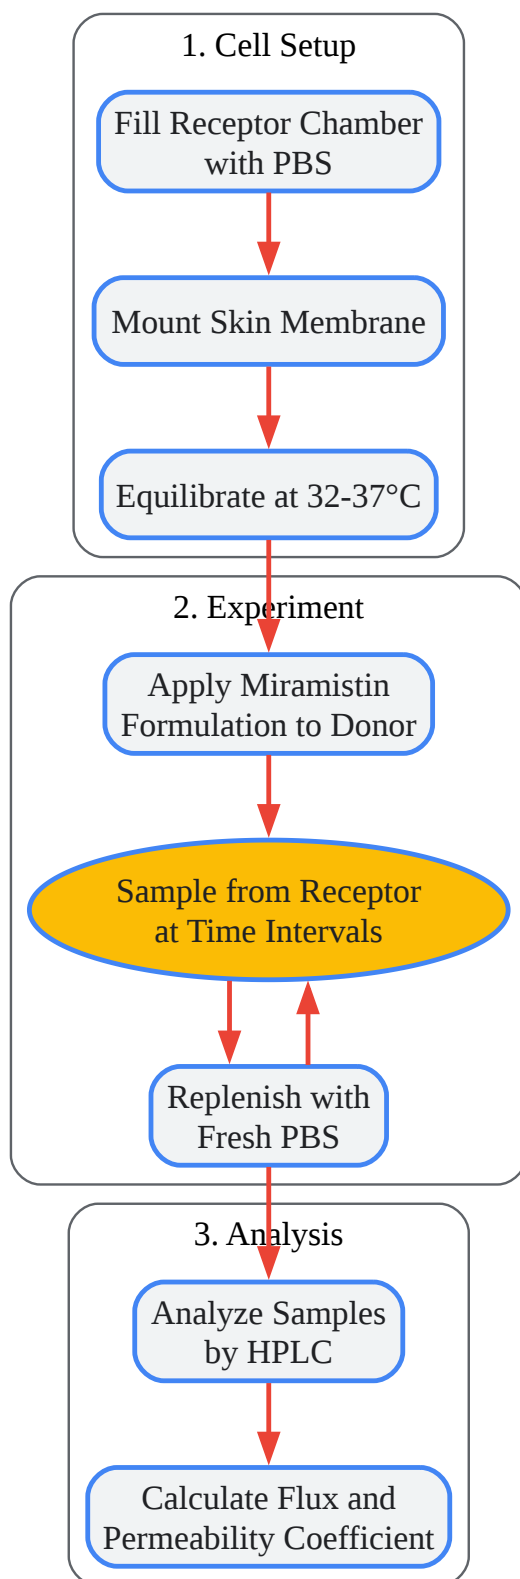 1. Cell Setup
Fill Receptor Chamber
with PBS
Mount Skin Membrane
Equilibrate at 32-37°C
2. Experiment
Apply Miramistin
Formulation to Donor
Sample from Receptor
at Time Intervals
Replenish with
Fresh PBS
3. Analysis
Analyze Samples
by HPLC
Calculate Flux and
Permeability Coefficient